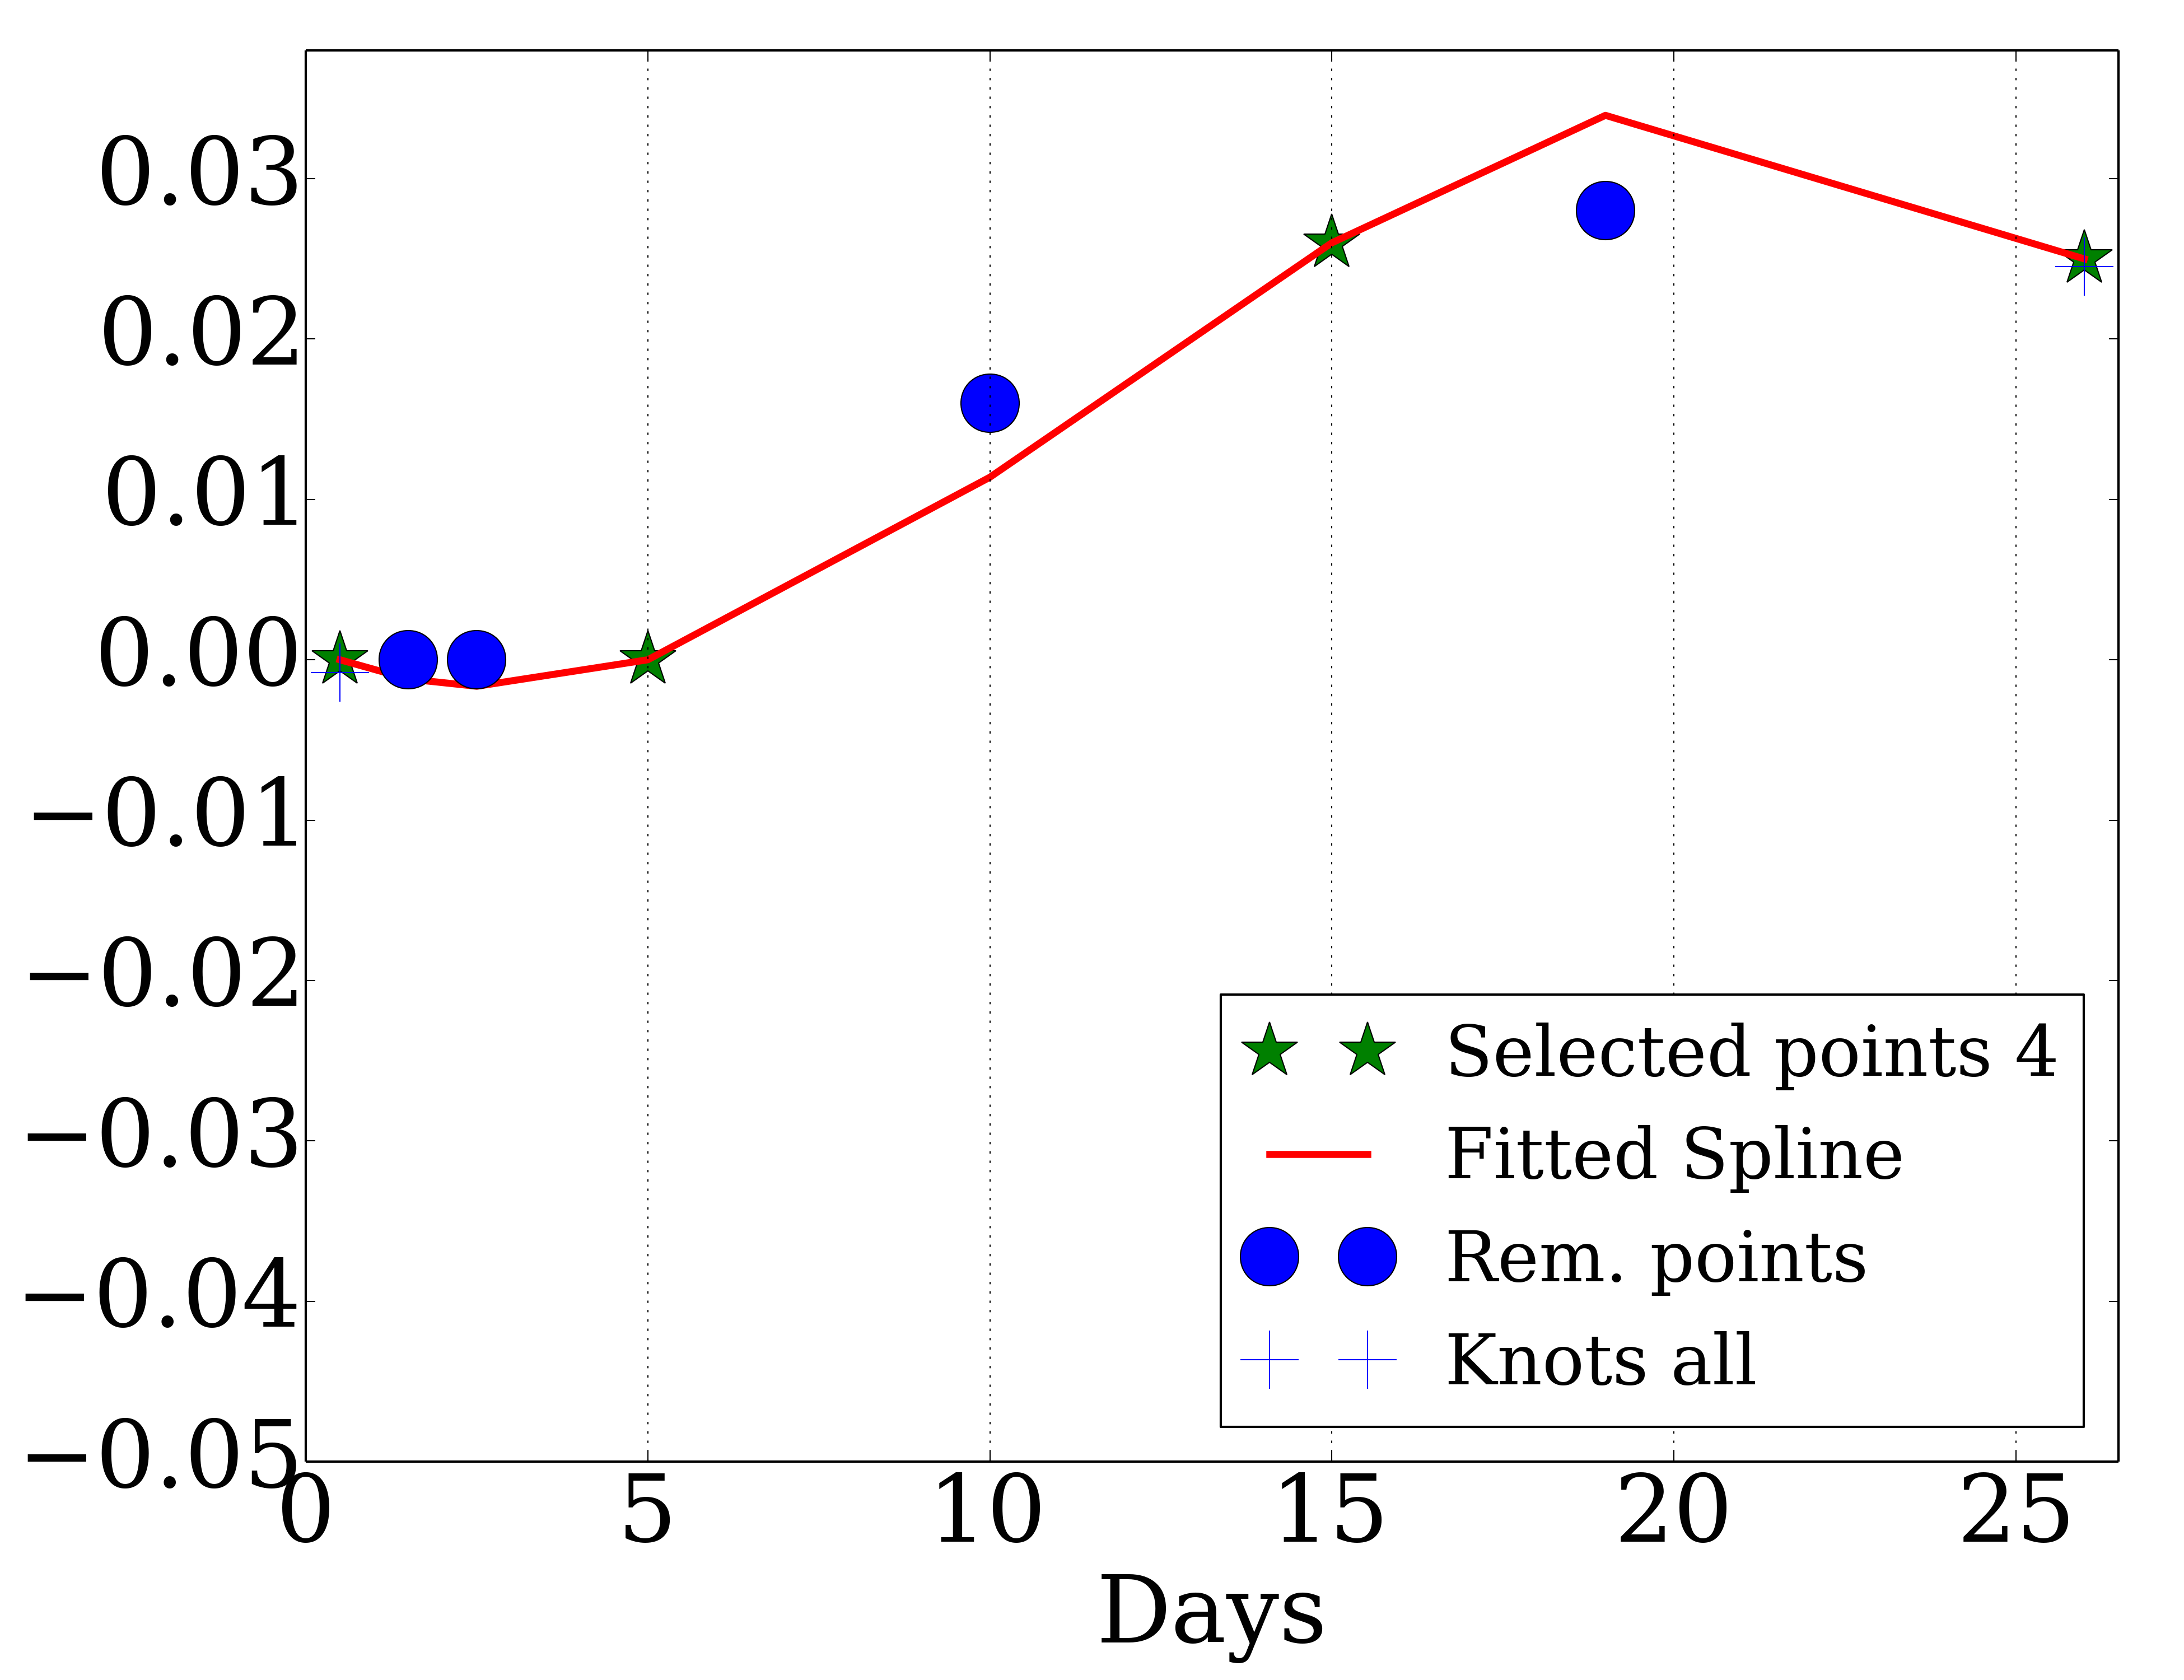 0.03
0.02
0.01
0.00
−0.01
−0.02
−0.03
−0.04
−0.05
Selected points 4
Fitted Spline
Rem. points
Knots all
0 5 10 15 20 25
Days